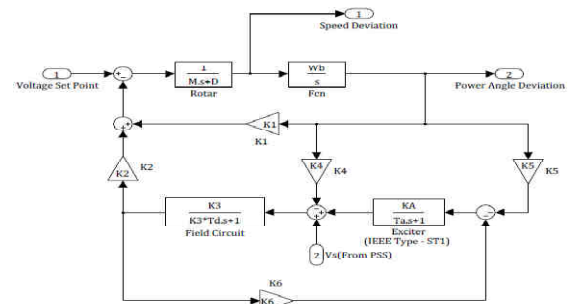 1
Speed Deviation
1
Voltage Set Point
1
M.s+D
Rotar
Wb
s
Fcn
2
Power Angle Deviation
K1
K1
K2
K2
K4
K4
K5
K5
K3
K3*Td.s+1
Field Circuit
KA
Ta.s+1
Exciter
(IEEE Type - ST1)
2
Vs(From PSS)
K6
K6